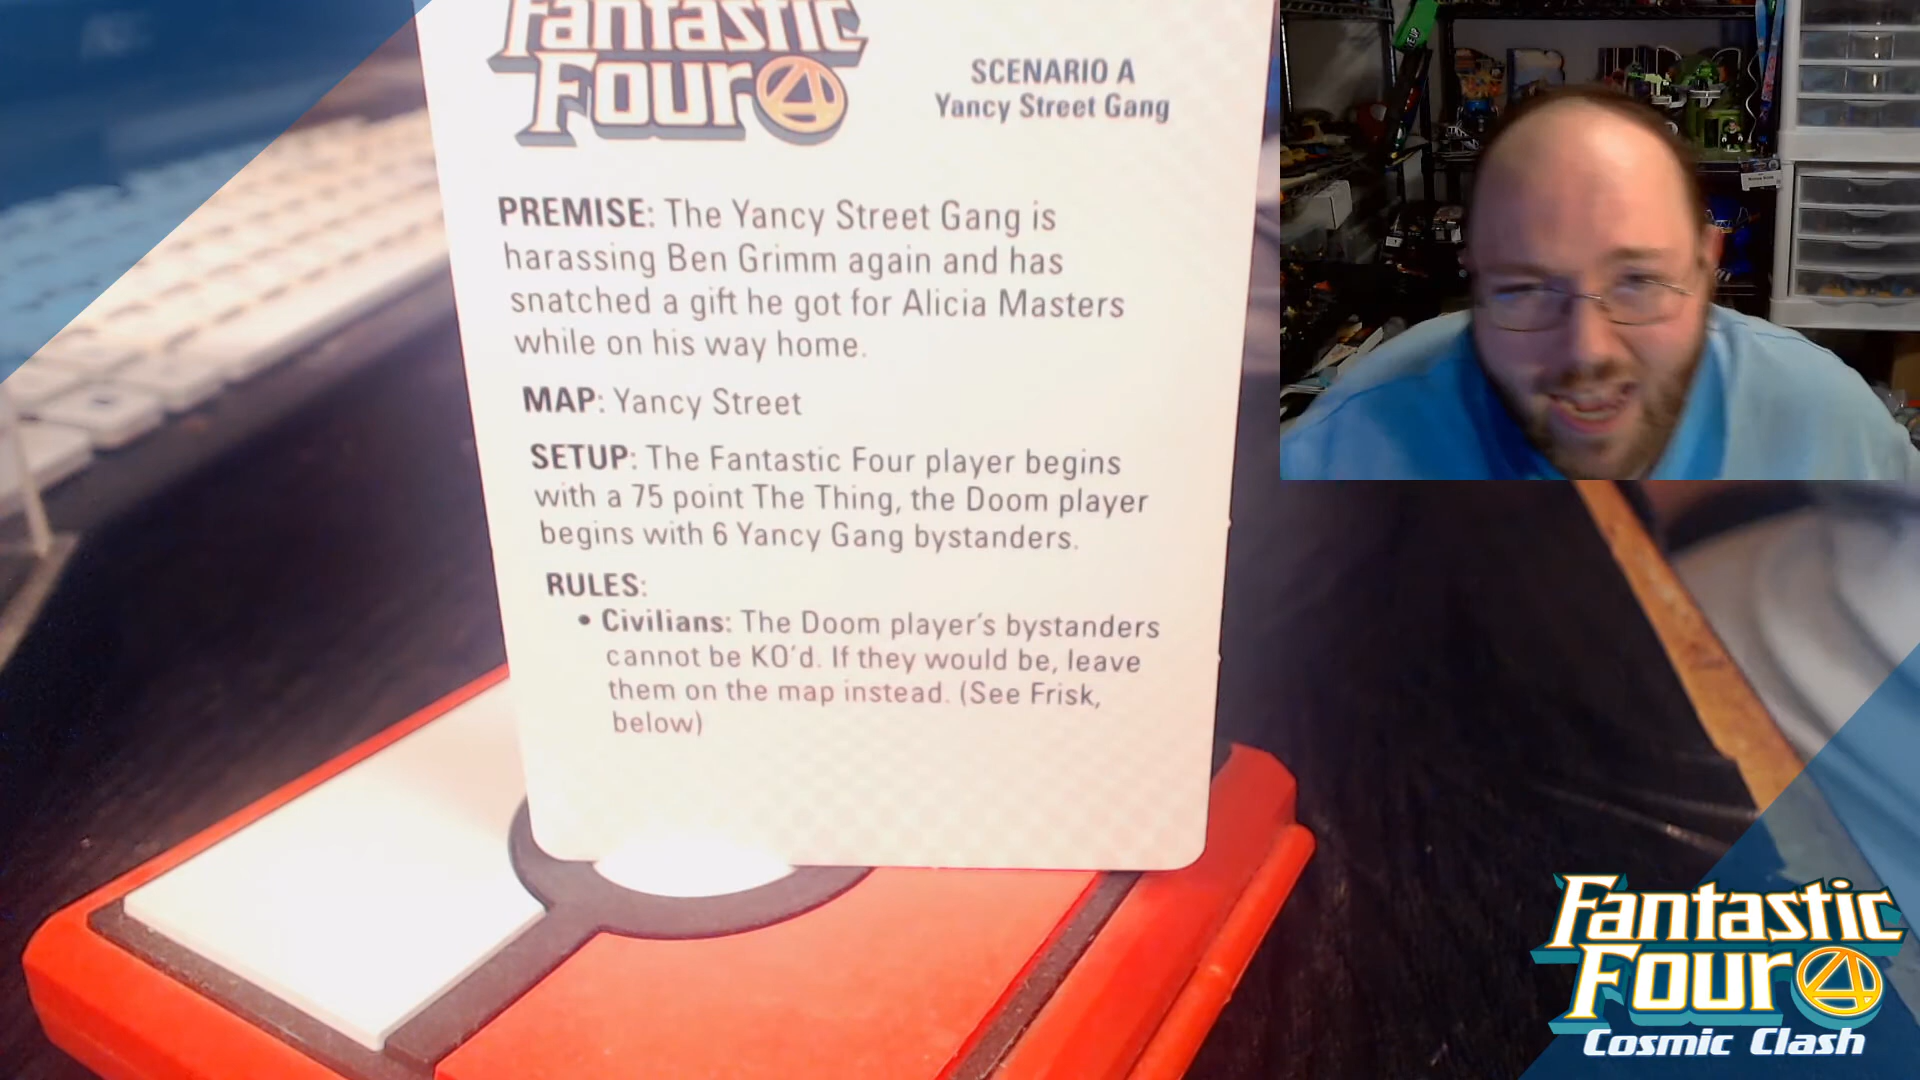 Fantastic
Four
SCENARIO A
Yancy Street Gang
PREMISE: The Yancy Street Gang is
harassing Ben Grimm again and has
snatched a gift he got for Alicia Masters
while on his way home.
MAP: Yancy Street
SETUP: The Fantastic Four player begins
with a 75 point The Thing, the Doom player
begins with 6 Yancy Gang bystanders.
RULES:
• Civilians: The Doom player's bystanders
cannot be KO'd. If they would be, leave
them on the map instead. (See Frisk,
below)
Fantastic
Four
Cosmic Clash